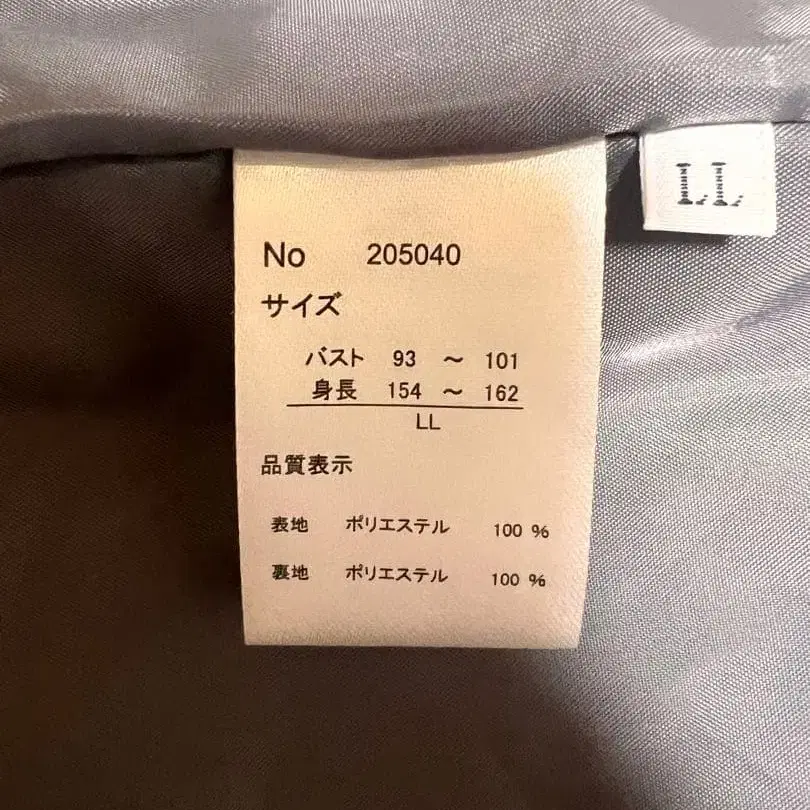 LL
No 205040
サイズ
バスト 93 ～ 101
身長 154 ～ 162
LL
品質表示
表地 ポリエステル 100 %
裏地 ポリエステル 100 %